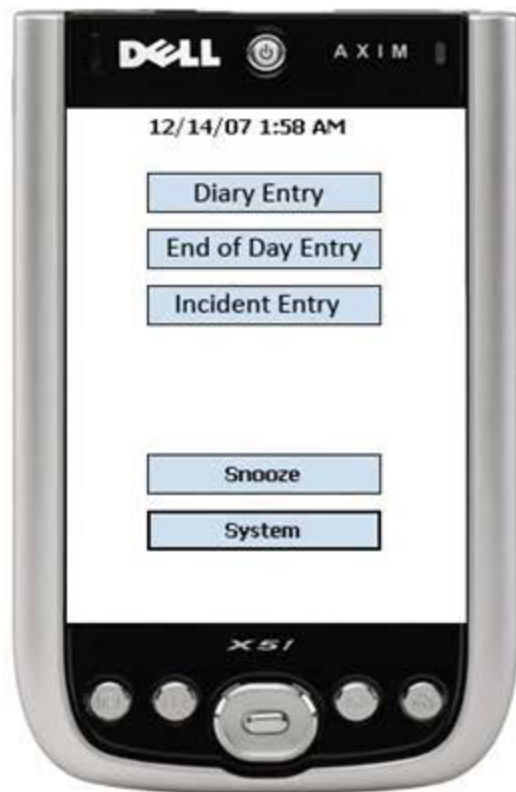 DELL
AXIM
12/14/07 1:58 AM
Diary Entry
End of Day Entry
Incident Entry
Snooze
System
X51